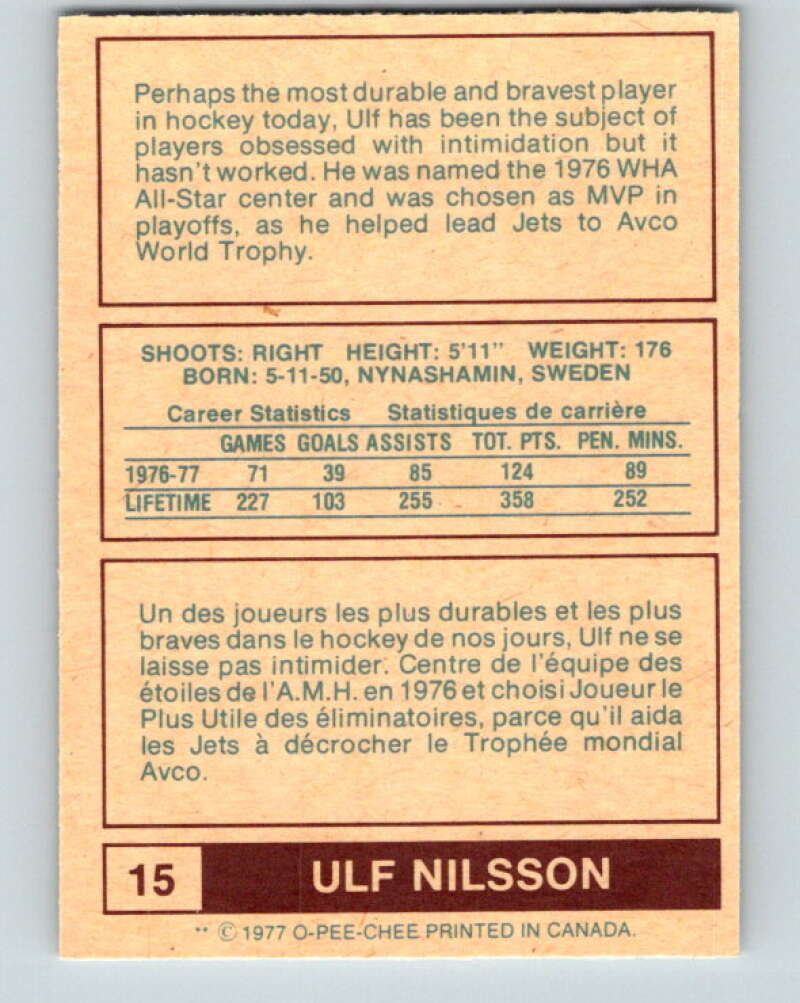 Perhaps the most durable and bravest player
in hockey today, Ulf has been the subject of
players obsessed with intimidation but it
hasn't worked. He was named the 1976 WHA
All-Star center and was chosen as MVP in
playoffs, as he helped lead Jets to Avco
World Trophy.
SHOOTS: RIGHT HEIGHT: 5'11" WEIGHT: 176
BORN: 5-11-50, NYNASHAMIN, SWEDEN
Career Statistics Statistiques de carrière
GAMES GOALS ASSISTS TOT. PTS. PEN. MINS.
1976-77 71 39 85 124 89
LIFETIME 227 103 255 358 252
Un des joueurs les plus durables et les plus
braves dans le hockey de nos jours, Ulf ne se
laisse pas intimider. Centre de l'équipe des
étoiles de l'A.M.H. en 1976 et choisi Joueur le
Plus Utile des éliminatoires, parce qu'il aida
les Jets à décrocher le Trophée mondial
Avco.
15 ULF NILSSON
** © 1977 O-PEE-CHEE PRINTED IN CANADA.